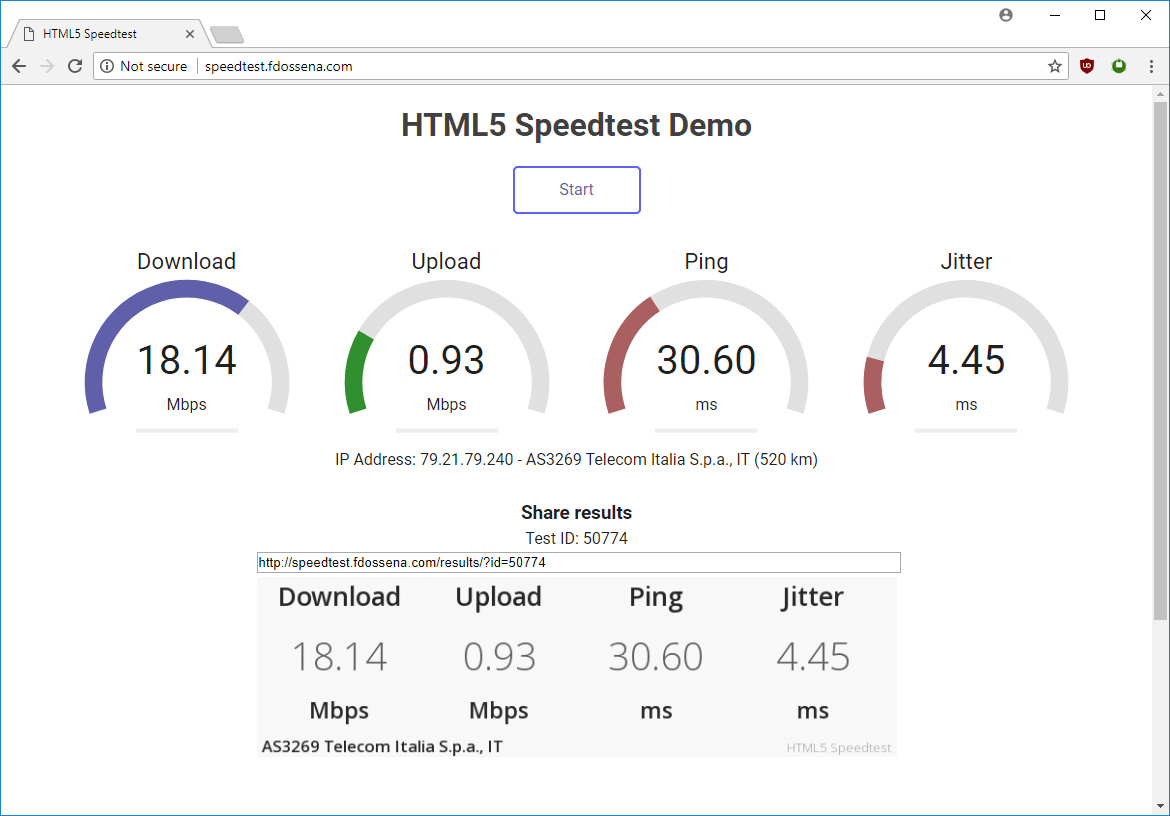 HTML5 Speedtest
Not secure speedtest.fdossena.com
HTML5 Speedtest Demo
Start
Download Upload Ping Jitter
18.14 0.93 30.60 4.45
Mbps Mbps ms ms
IP Address: 79.21.79.240 - AS3269 Telecom Italia S.p.a., IT (520 km)
Share results
Test ID: 50774
http://speedtest.fdossena.com/results/?id=50774
Download Upload Ping Jitter
18.14 0.93 30.60 4.45
Mbps Mbps ms ms
AS3269 Telecom Italia S.p.a., IT HTML5 Speedtest